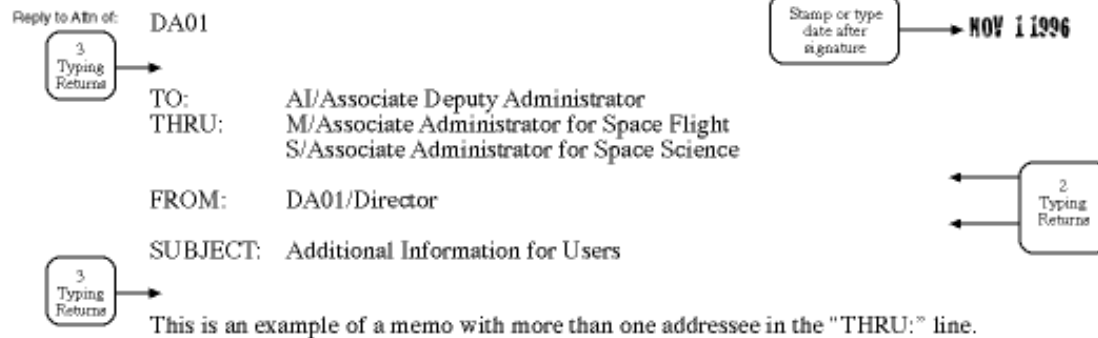 Reply to Attn of: DA01
Stamp or type
date after
signature
NOV 1 1996
3
Typing
Returns
TO: AI/Associate Deputy Administrator
THRU: M/Associate Administrator for Space Flight
S/Associate Administrator for Space Science
2
Typing
Returns
FROM: DA01/Director
SUBJECT: Additional Information for Users
3
Typing
Returns
This is an example of a memo with more than one addressee in the "THRU:" line.